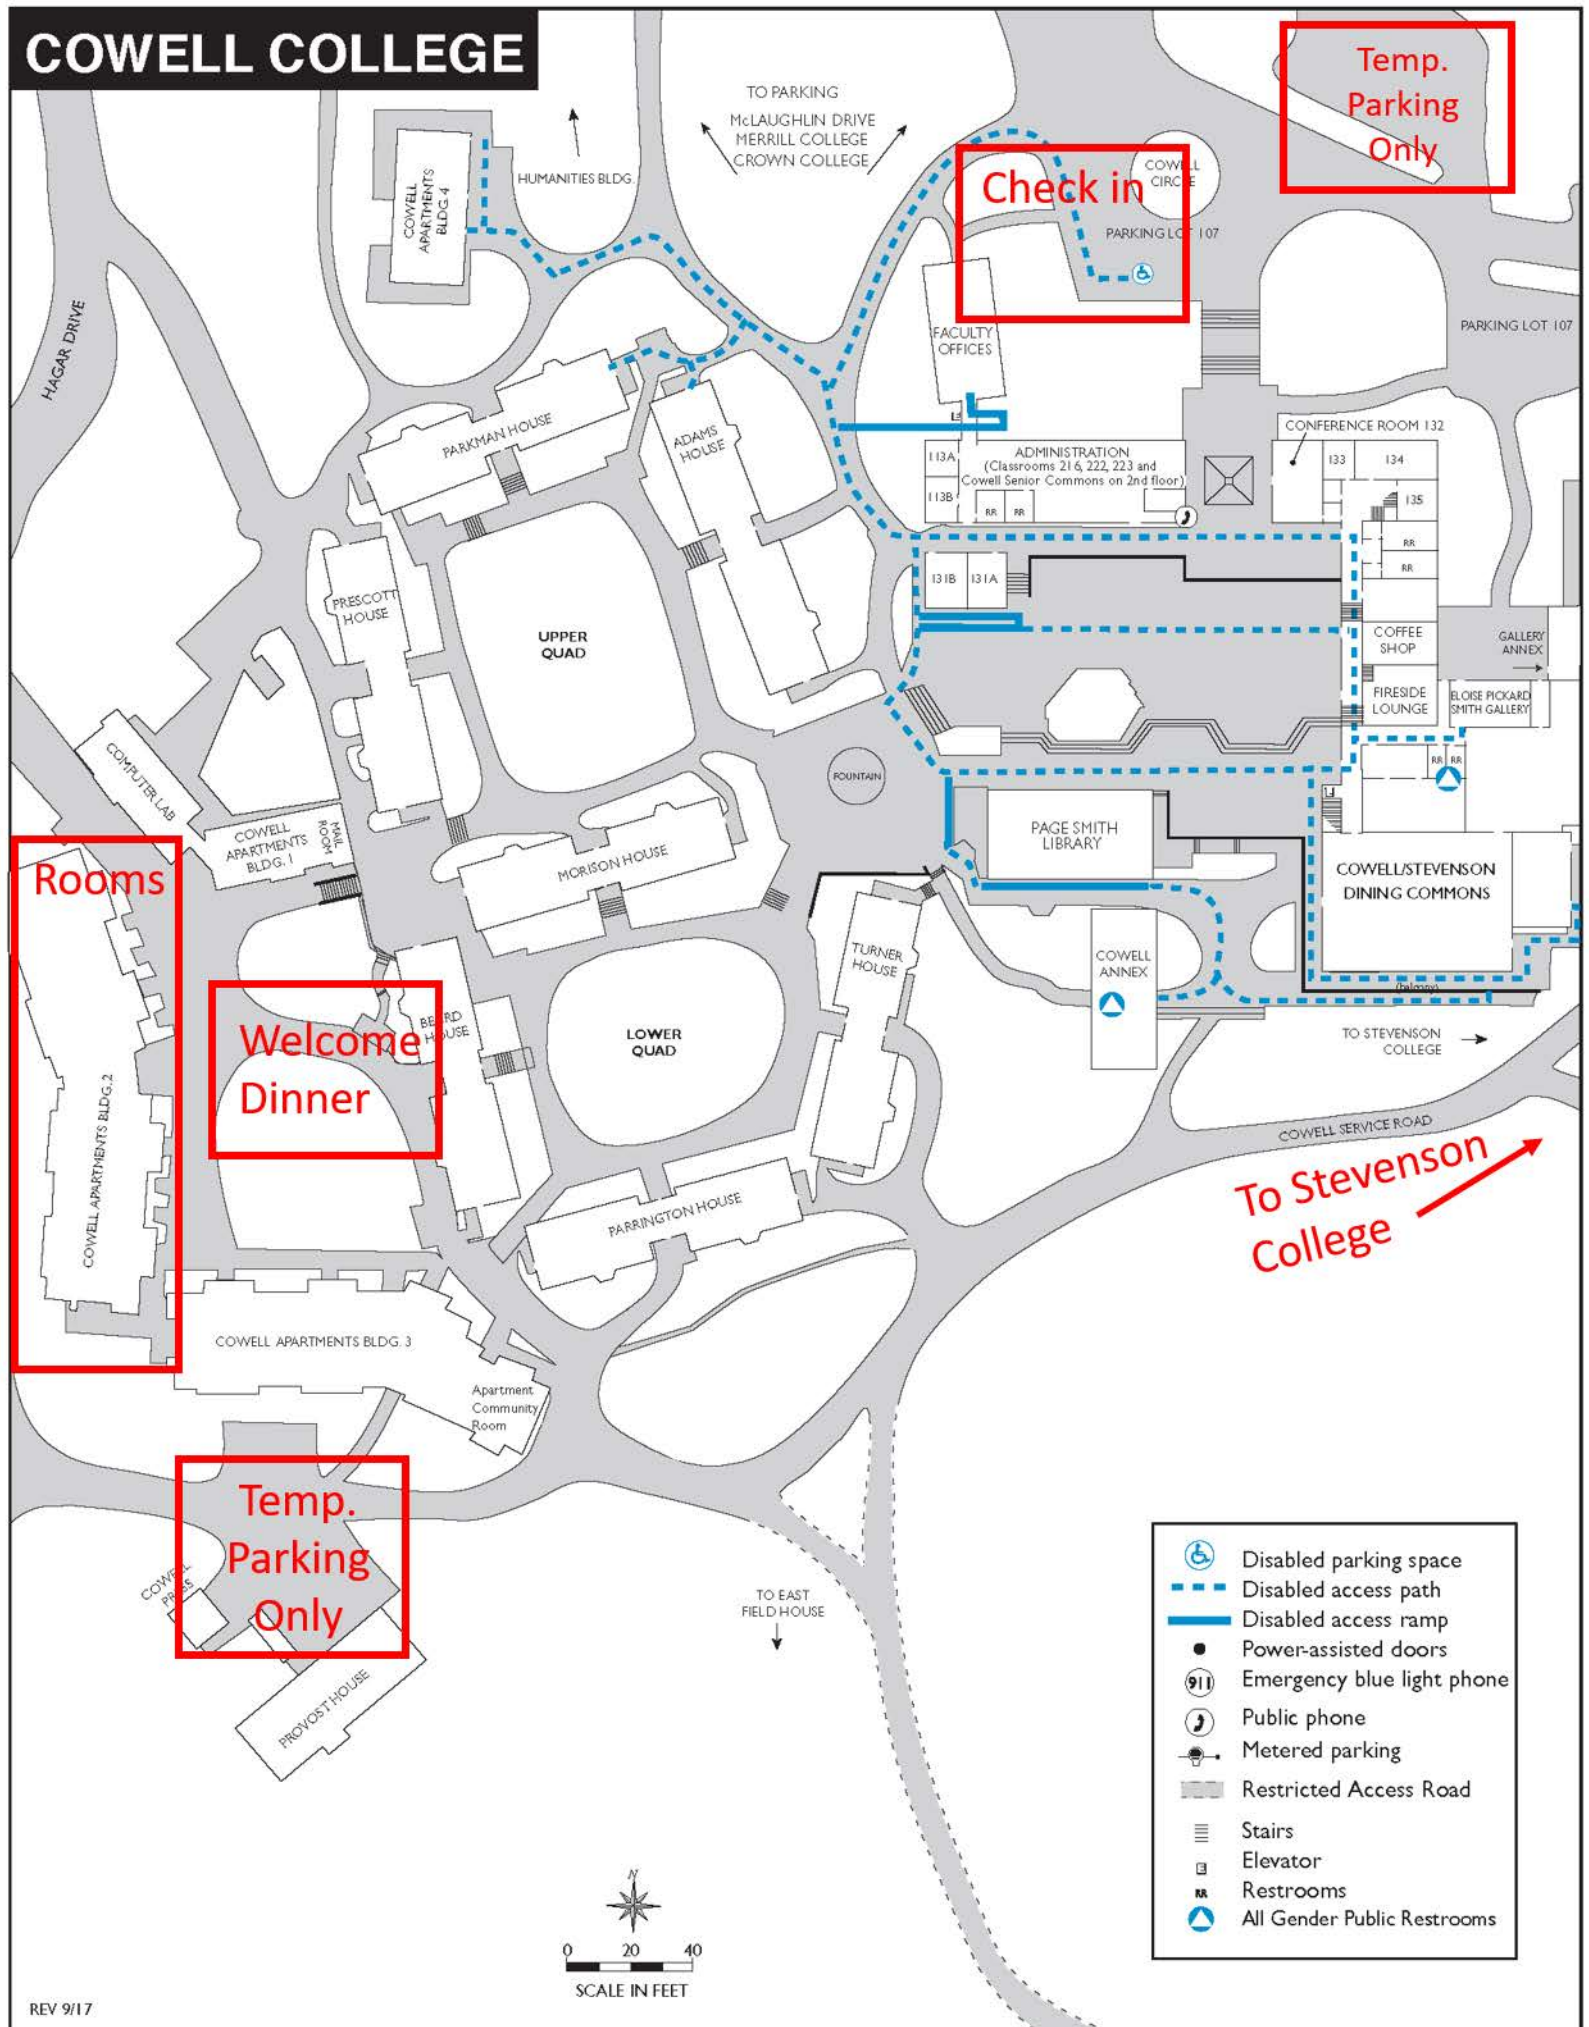 COWELL COLLEGE
Temp.
Parking
Only
TO PARKING
McLAUGHLIN DRIVE
MERRILL COLLEGE
CROWN COLLEGE
HUMANITIES BLDG.
COWELL
APARTMENTS
BLDG. 4
Check in
COWELL
CIRCLE
PARKING LOT 107
PARKING LOT 107
HAGAR DRIVE
FACULTY
OFFICES
E
PARKMAN HOUSE
ADAMS
HOUSE
113A
113B
ADMINISTRATION
(Classrooms 216, 222, 223 and
Cowell Senior Commons on 2nd floor)
RR RR
CONFERENCE ROOM 132
133 134
135
RR
RR
131B 131A
PRESCOTT
HOUSE
UPPER
QUAD
COFFEE
SHOP
GALLERY
ANNEX
FIRESIDE
LOUNGE
ELOISE PICKARD
SMITH GALLERY
RR RR
COMPUTER LAB
FOUNTAIN
E
COWELL
APARTMENTS
BLDG. 1
MAIL
ROOM
MORISON HOUSE
PAGE SMITH
LIBRARY
COWELL/STEVENSON
DINING COMMONS
Rooms
TURNER
HOUSE
COWELL
ANNEX
(balcony)
Welcome
Dinner
BEARD
HOUSE
LOWER
QUAD
TO STEVENSON
COLLEGE
COWELL APARTMENTS BLDG. 2
COWELL SERVICE ROAD
To Stevenson
College
PARRINGTON HOUSE
COWELL APARTMENTS BLDG. 3
Apartment
Community
Room
Temp.
Parking
Only
COWELL
PRESS
PROVOST HOUSE
TO EAST
FIELD HOUSE
Disabled parking space
Disabled access path
Disabled access ramp
Power-assisted doors
911 Emergency blue light phone
Public phone
Metered parking
Restricted Access Road
Stairs
E Elevator
RR Restrooms
All Gender Public Restrooms
N
0 20 40
SCALE IN FEET
REV 9/17